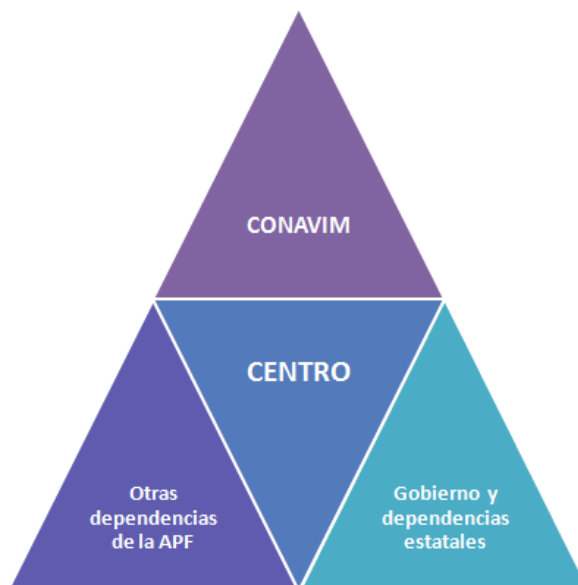 CONAVIM
CENTRO
Otras
dependencias
de la APF
Gobierno y
dependencias
estatales